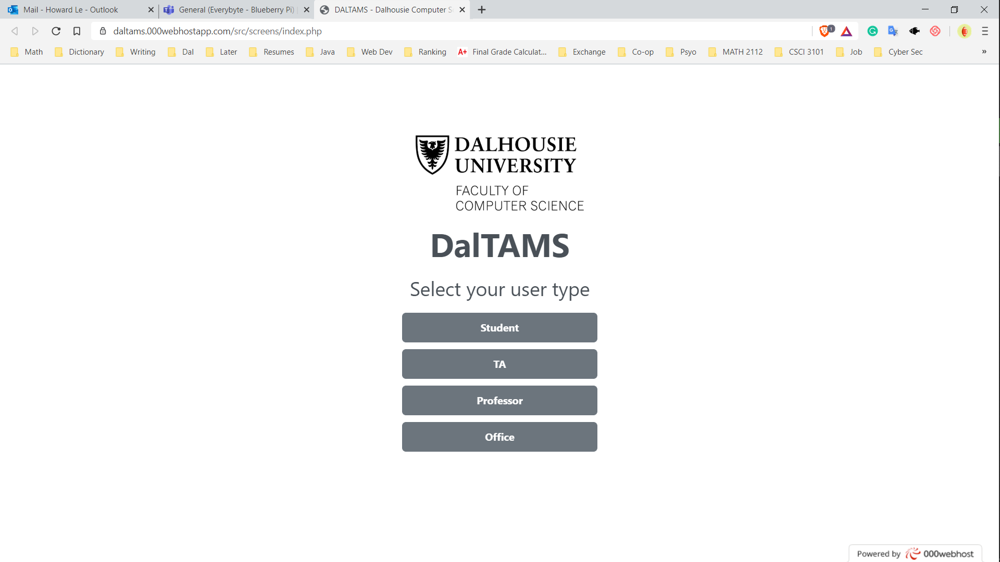 Mail - Howard Le - Outlook
General (Everybyte - Blueberry Pi)
DALTAMS - Dalhousie Computer S
daltams.000webhostapp.com/src/screens/index.php
1
Math
Dictionary
Writing
Dal
Later
Resumes
Java
Web Dev
Ranking
A+ Final Grade Calculat...
Exchange
Co-op
Psyo
MATH 2112
CSCI 3101
Job
Cyber Sec
»
DALHOUSIE
UNIVERSITY
FACULTY OF
COMPUTER SCIENCE
DalTAMS
Select your user type
Student
TA
Professor
Office
Powered by 000webhost